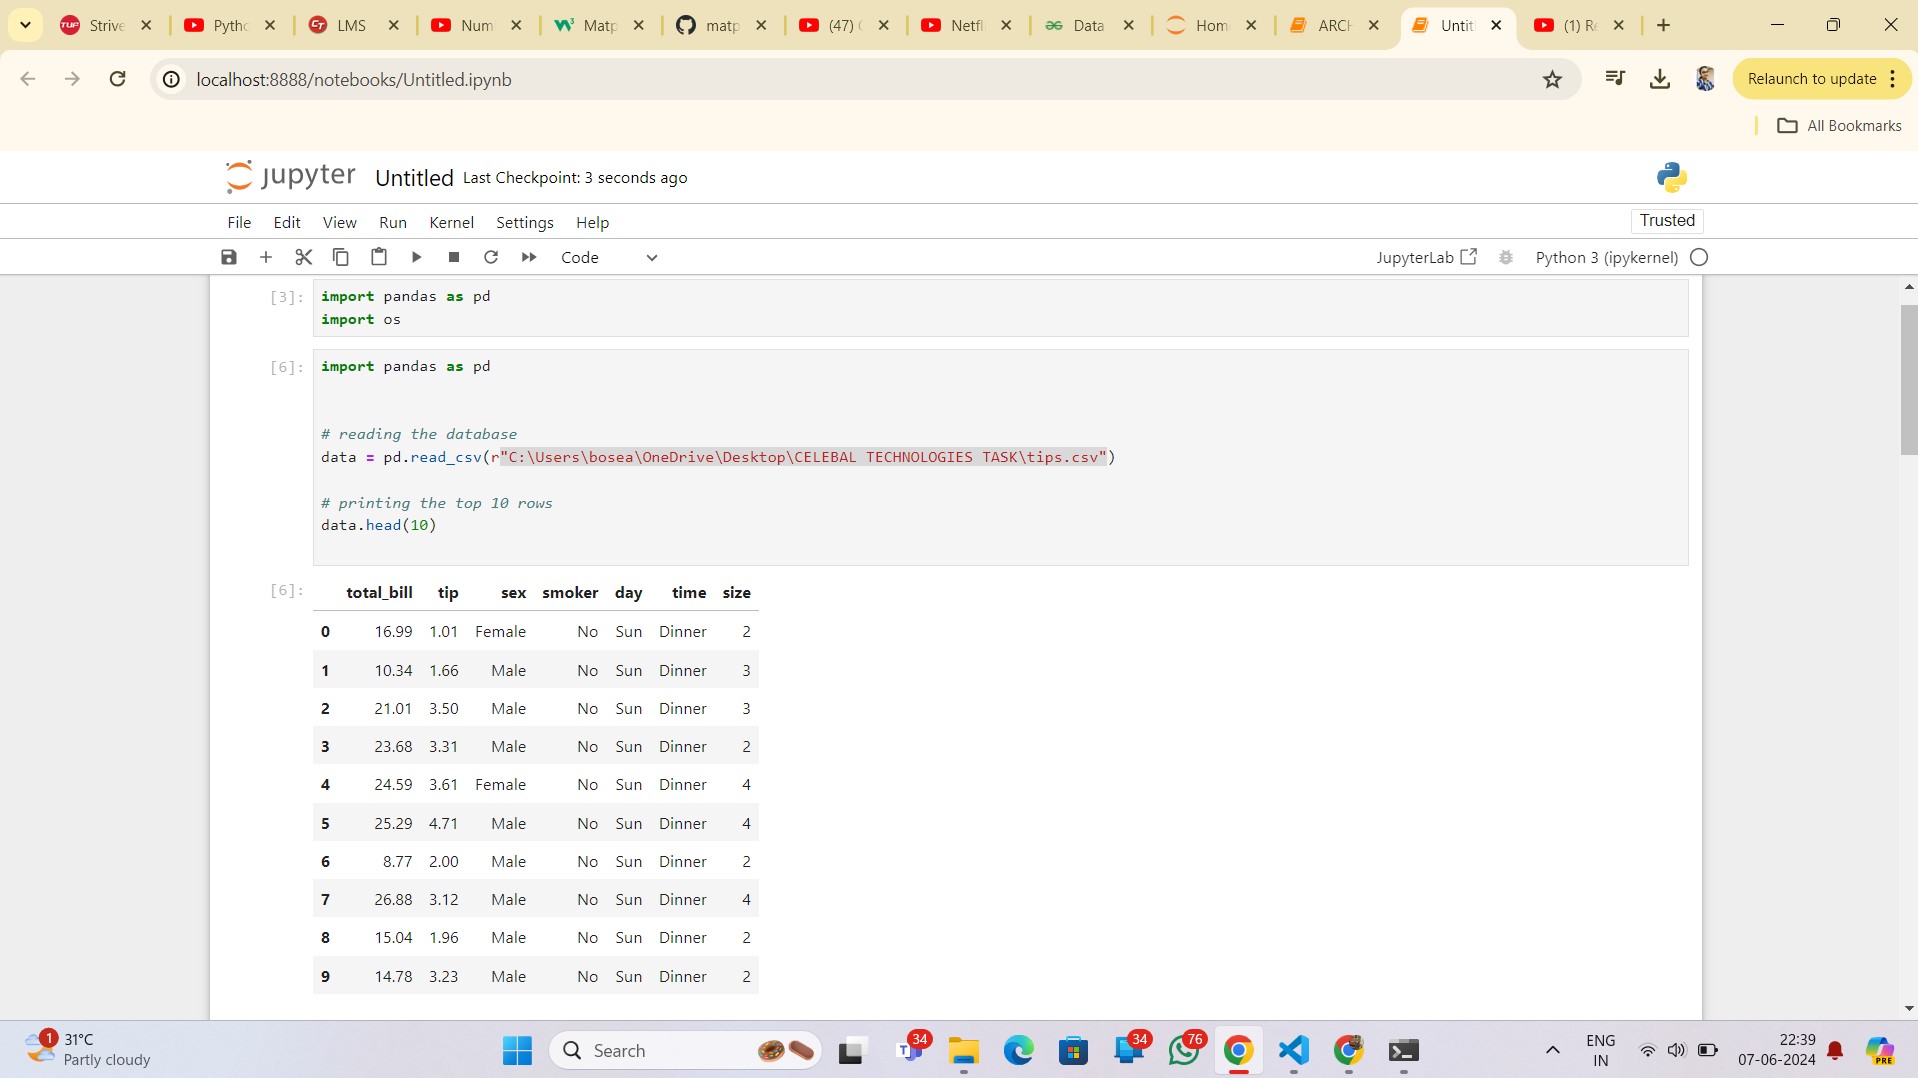 Strive
Pytho
LMS
Num
Matp
matp
(47) (
Netfl
Data
Hom
ARCH
Untit
(1) Re
localhost:8888/notebooks/Untitled.ipynb
Relaunch to update
All Bookmarks
jupyter Untitled Last Checkpoint: 3 seconds ago
File Edit View Run Kernel Settings Help
Trusted
Code
JupyterLab
Python 3 (ipykernel)
[3]: import pandas as pd
import os
[6]: import pandas as pd
# reading the database
data = pd.read_csv(r"C:\Users\bosea\OneDrive\Desktop\CELEBAL TECHNOLOGIES TASK\tips.csv")
# printing the top 10 rows
data.head(10)
[6]: total_bill tip sex smoker day time size
0 16.99 1.01 Female No Sun Dinner 2
1 10.34 1.66 Male No Sun Dinner 3
2 21.01 3.50 Male No Sun Dinner 3
3 23.68 3.31 Male No Sun Dinner 2
4 24.59 3.61 Female No Sun Dinner 4
5 25.29 4.71 Male No Sun Dinner 4
6 8.77 2.00 Male No Sun Dinner 2
7 26.88 3.12 Male No Sun Dinner 4
8 15.04 1.96 Male No Sun Dinner 2
9 14.78 3.23 Male No Sun Dinner 2
1
31°C
Partly cloudy
Search
34
34
76
ENG
IN
22:39
07-06-2024
PRE